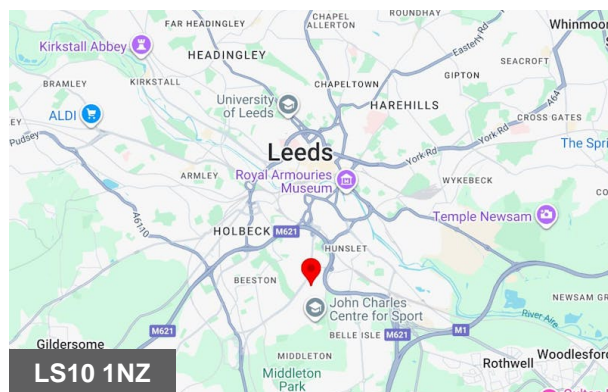 CHAPEL
ALLERTON
ROUNDHAY
FAR HEADINGLEY
Whinmoor
Kirkstall Abbey
HEADINGLEY
Easterly Rd
SEACROFT
GIPTON
BRAMLEY
KIRKSTALL
CHAPELTOWN
A64
University
of Leeds
HAREHILLS
ALDI
CROSS GATES
Pudsey
Leeds
York Rd
York Rd
The Spri
ARMLEY
Royal Armouries
Museum
WYKEBECK
A6110
Temple Newsam
HOLBECK
M621
HUNSLET
BEESTON
NEWSAM GR
John Charles
Centre for Sport
River Aire
M621
BELLE ISLE
M1
Gildersome
MIDDLETON
Woodlesford
Middleton
Park
Rothwell
LS10 1NZ